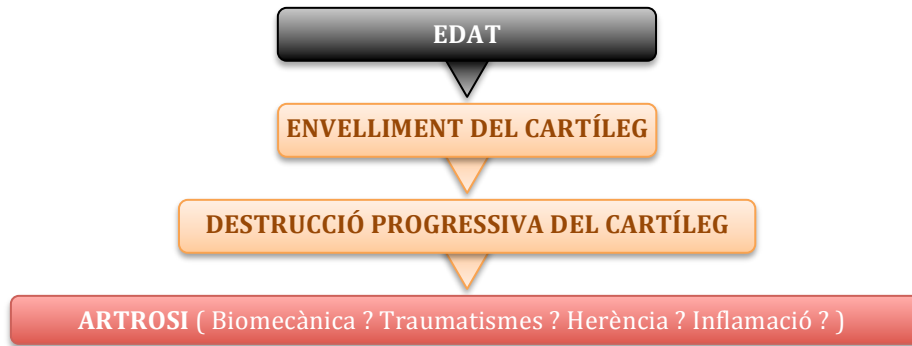 EDAT
ENVELLIMENT DEL CARTÍLEG
DESTRUCCIÓ PROGRESSIVA DEL CARTÍLEG
ARTROSI ( Biomecànica ? Traumatismes ? Herència ? Inflamació ? )